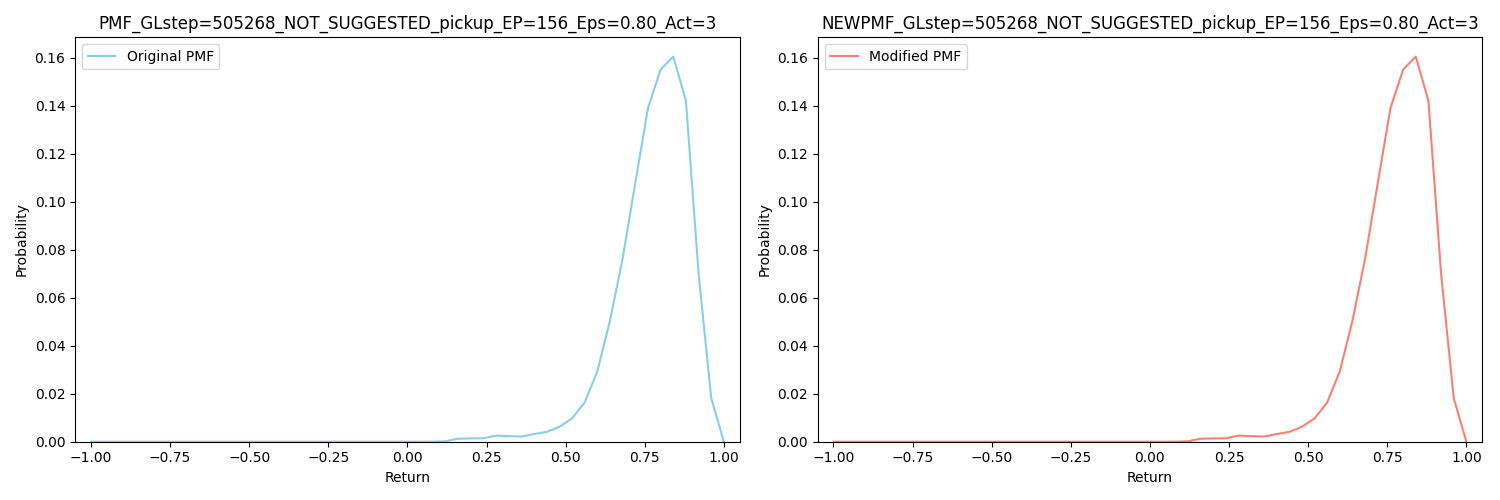 PMF_GLstep=505268_NOT_SUGGESTED_pickup_EP=156_Eps=0.80_Act=3
Original PMF
0.16
0.14
0.12
0.10
0.08
0.06
0.04
0.02
0.00
Probability
−1.00 −0.75 −0.50 −0.25 0.00 0.25 0.50 0.75 1.00
Return
NEWPMF_GLstep=505268_NOT_SUGGESTED_pickup_EP=156_Eps=0.80_Act=3
Modified PMF
0.16
0.14
0.12
0.10
0.08
0.06
0.04
0.02
0.00
Probability
−1.00 −0.75 −0.50 −0.25 0.00 0.25 0.50 0.75 1.00
Return